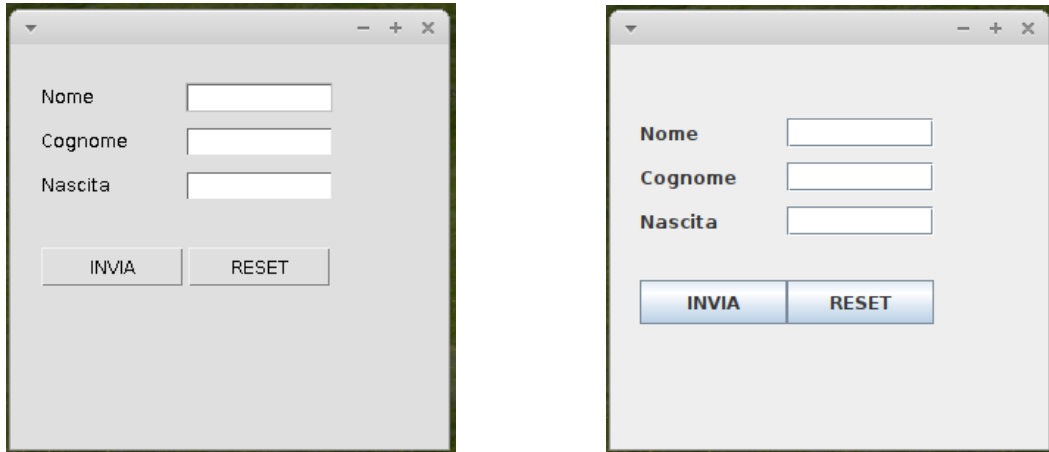 Nome
Cognome
Nascita
INVIA RESET
Nome
Cognome
Nascita
INVIA RESET